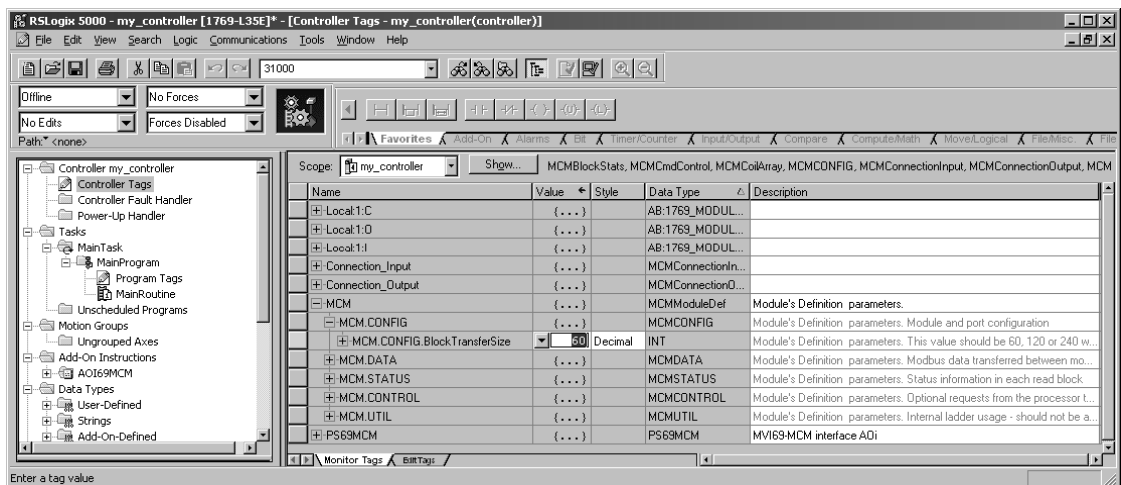 RSLogix 5000 - my_controller [1769-L35E]* - [Controller Tags - my_controller(controller)]
File Edit View Search Logic Communications Tools Window Help
31000
Offline No Forces
No Edits Forces Disabled
Path: <none>
Favorites Add-On Alarms Bit Timer/Counter Input/Output Compare Compute/Math Move/Logical File/Misc. File
Controller my_controller
Controller Tags
Controller Fault Handler
Power-Up Handler
Tasks
MainTask
MainProgram
Program Tags
MainRoutine
Unscheduled Programs
Motion Groups
Ungrouped Axes
Add-On Instructions
AOI69MCM
Data Types
User-Defined
Strings
Add-On-Defined
Scope: my_controller Show... MCMBlockStats, MCMCmdControl, MCMCoilArray, MCMCONFIG, MCMConnectionInput, MCMConnectionOutput, MCM
Name Value Style Data Type Description
Local:1:C {...} AB:1769_MODUL...
Local:1:O {...} AB:1769_MODUL...
Local:1:I {...} AB:1769_MODUL...
Connection_Input {...} MCMConnectionIn...
Connection_Output {...} MCMConnectionO...
MCM {...} MCMModuleDef Module's Definition parameters.
MCM.CONFIG {...} MCMCONFIG Module's Definition parameters. Module and port configuration
MCM.CONFIG.BlockTransferSize 60 Decimal INT Module's Definition parameters. This value should be 60, 120 or 240 w...
MCM.DATA {...} MCMDATA Module's Definition parameters. Modbus data transferred between mo...
MCM.STATUS {...} MCMSTATUS Module's Definition parameters. Status information in each read block
MCM.CONTROL {...} MCMCONTROL Module's Definition parameters. Optional requests from the processor t...
MCM.UTIL {...} MCMUTIL Module's Definition parameters. Internal ladder usage - should not be a...
PS69MCM {...} PS69MCM MVI69-MCM interface AOi
Monitor Tags Edit Tags
Enter a tag value